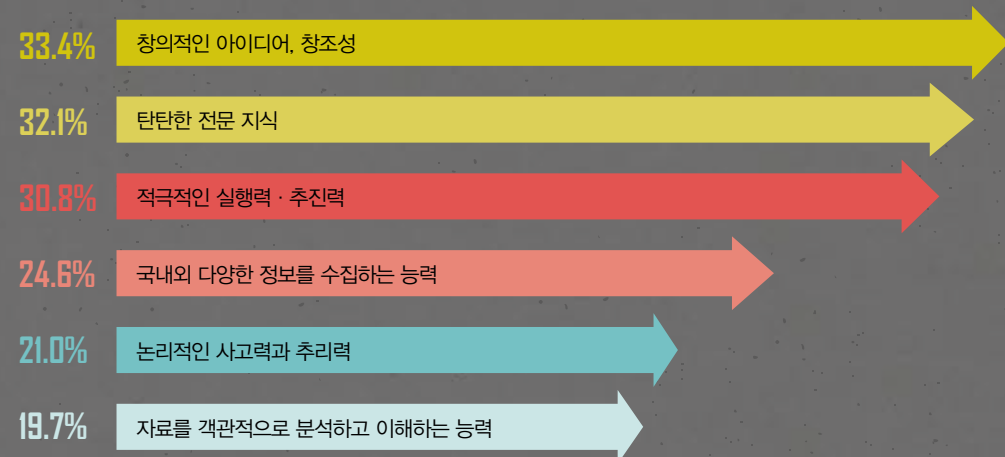 33.4% 창의적인 아이디어, 창조성
32.1% 탄탄한 전문 지식
30.8% 적극적인 실행력 · 추진력
24.6% 국내외 다양한 정보를 수집하는 능력
21.0% 논리적인 사고력과 추리력
19.7% 자료를 객관적으로 분석하고 이해하는 능력